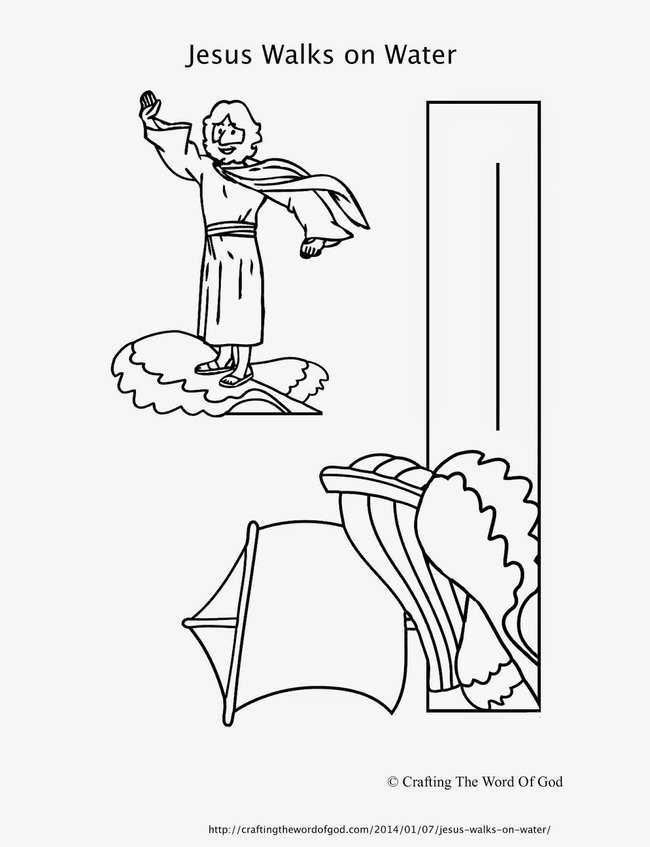 Jesus Walks on Water
© Crafting The Word Of God
http://craftingthewordofgod.com/2014/01/07/jesus-walks-on-water/